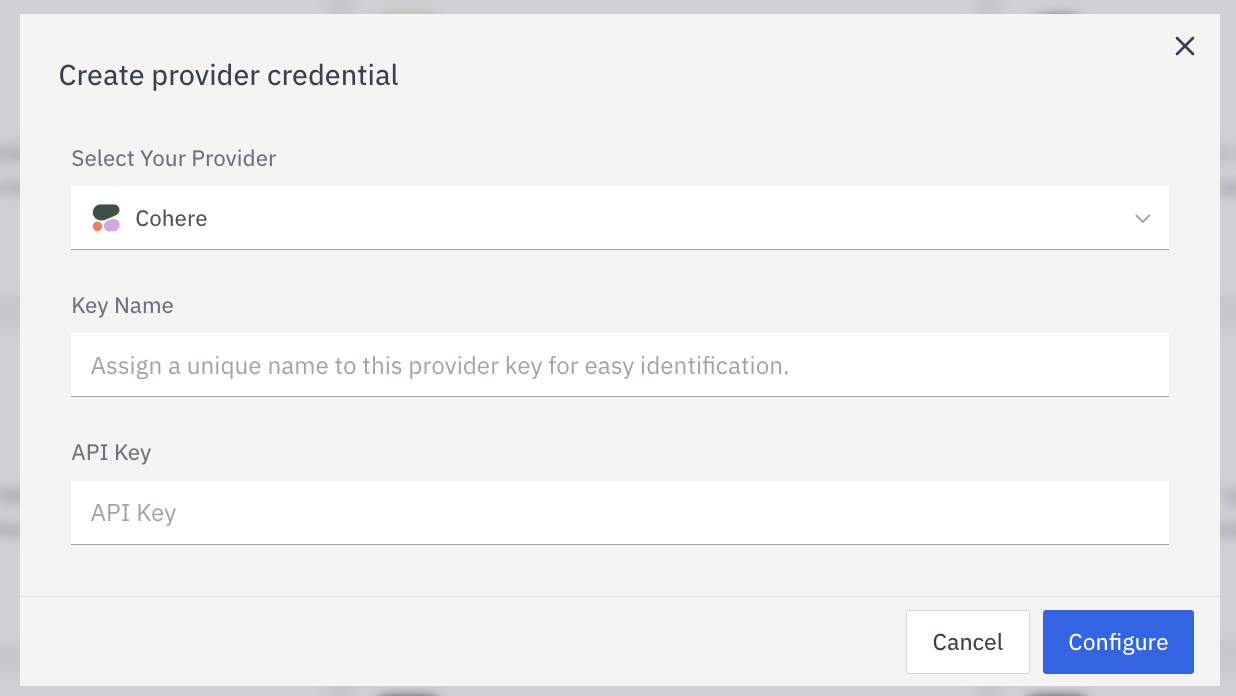 Create provider credential
Select Your Provider
Cohere
Key Name
Assign a unique name to this provider key for easy identification.
API Key
API Key
Cancel
Configure